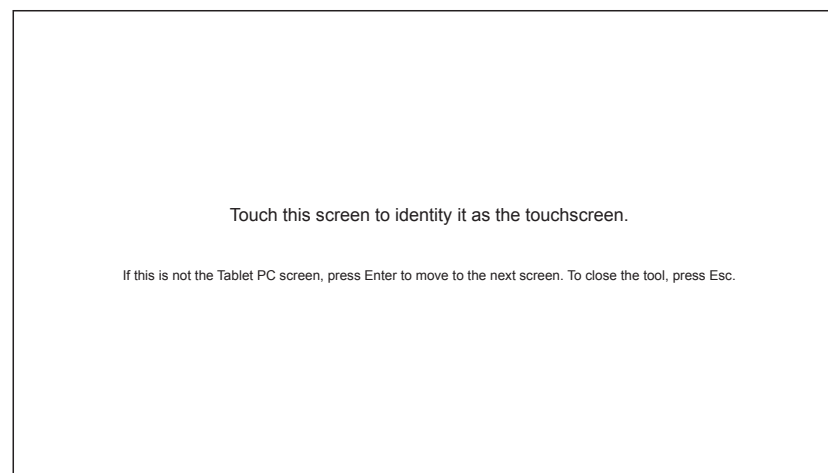 Touch this screen to identity it as the touchscreen.
If this is not the Tablet PC screen, press Enter to move to the next screen. To close the tool, press Esc.